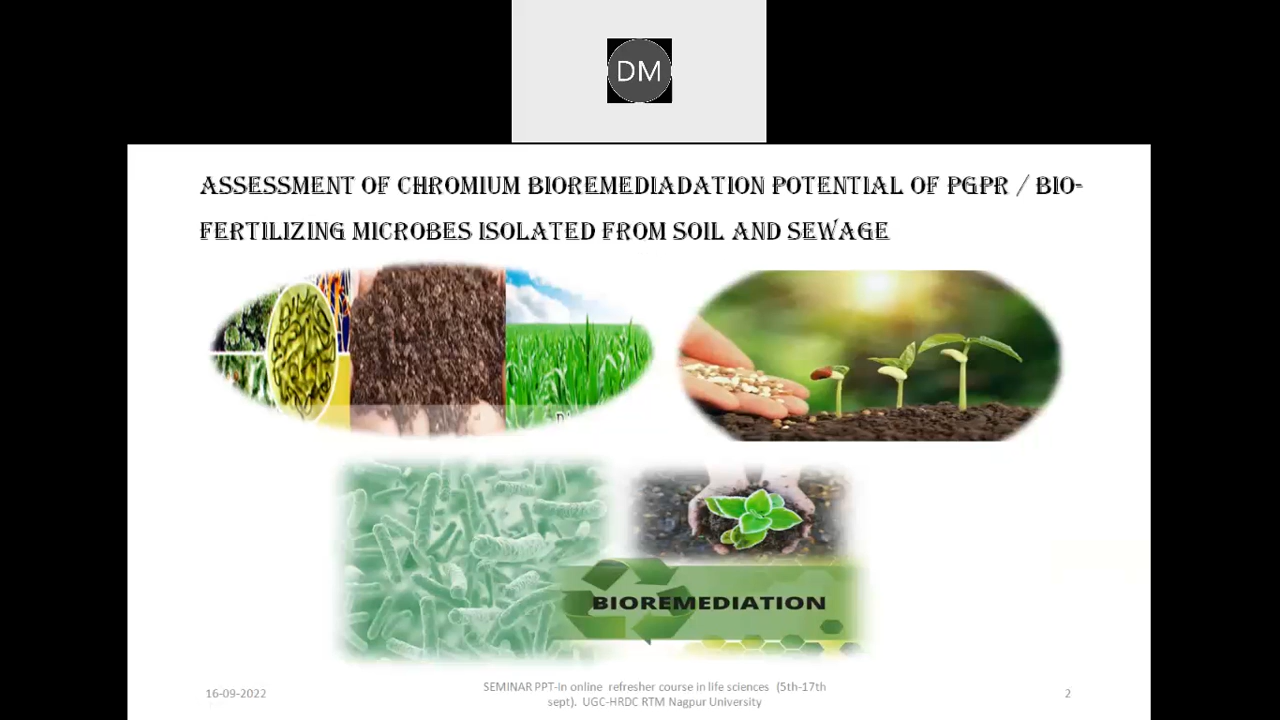 DM
ASSESSMENT OF CHROMIUM BIOREMEDIADATION POTENTIAL OF PGPR / BIO-
FERTILIZING MICROBES ISOLATED FROM SOIL AND SEWAGE
BIOREMEDIATION
16-09-2022
SEMINAR PPT-In online refresher course in life sciences (5th-17th
sept). UGC-HRDC RTM Nagpur University
2